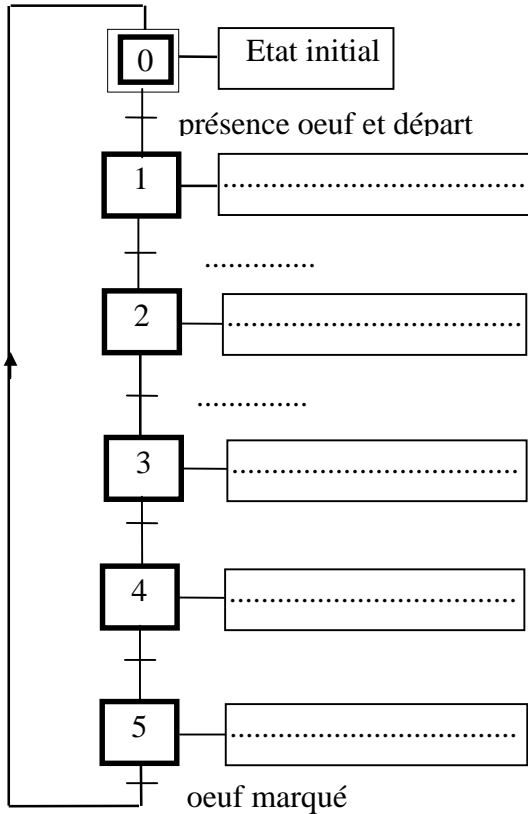 0 Etat initial
présence oeuf et départ
1 .......................................
..............
2 .....................................
..............
3 ....................................
4 ....................................
5 ....................................
oeuf marqué